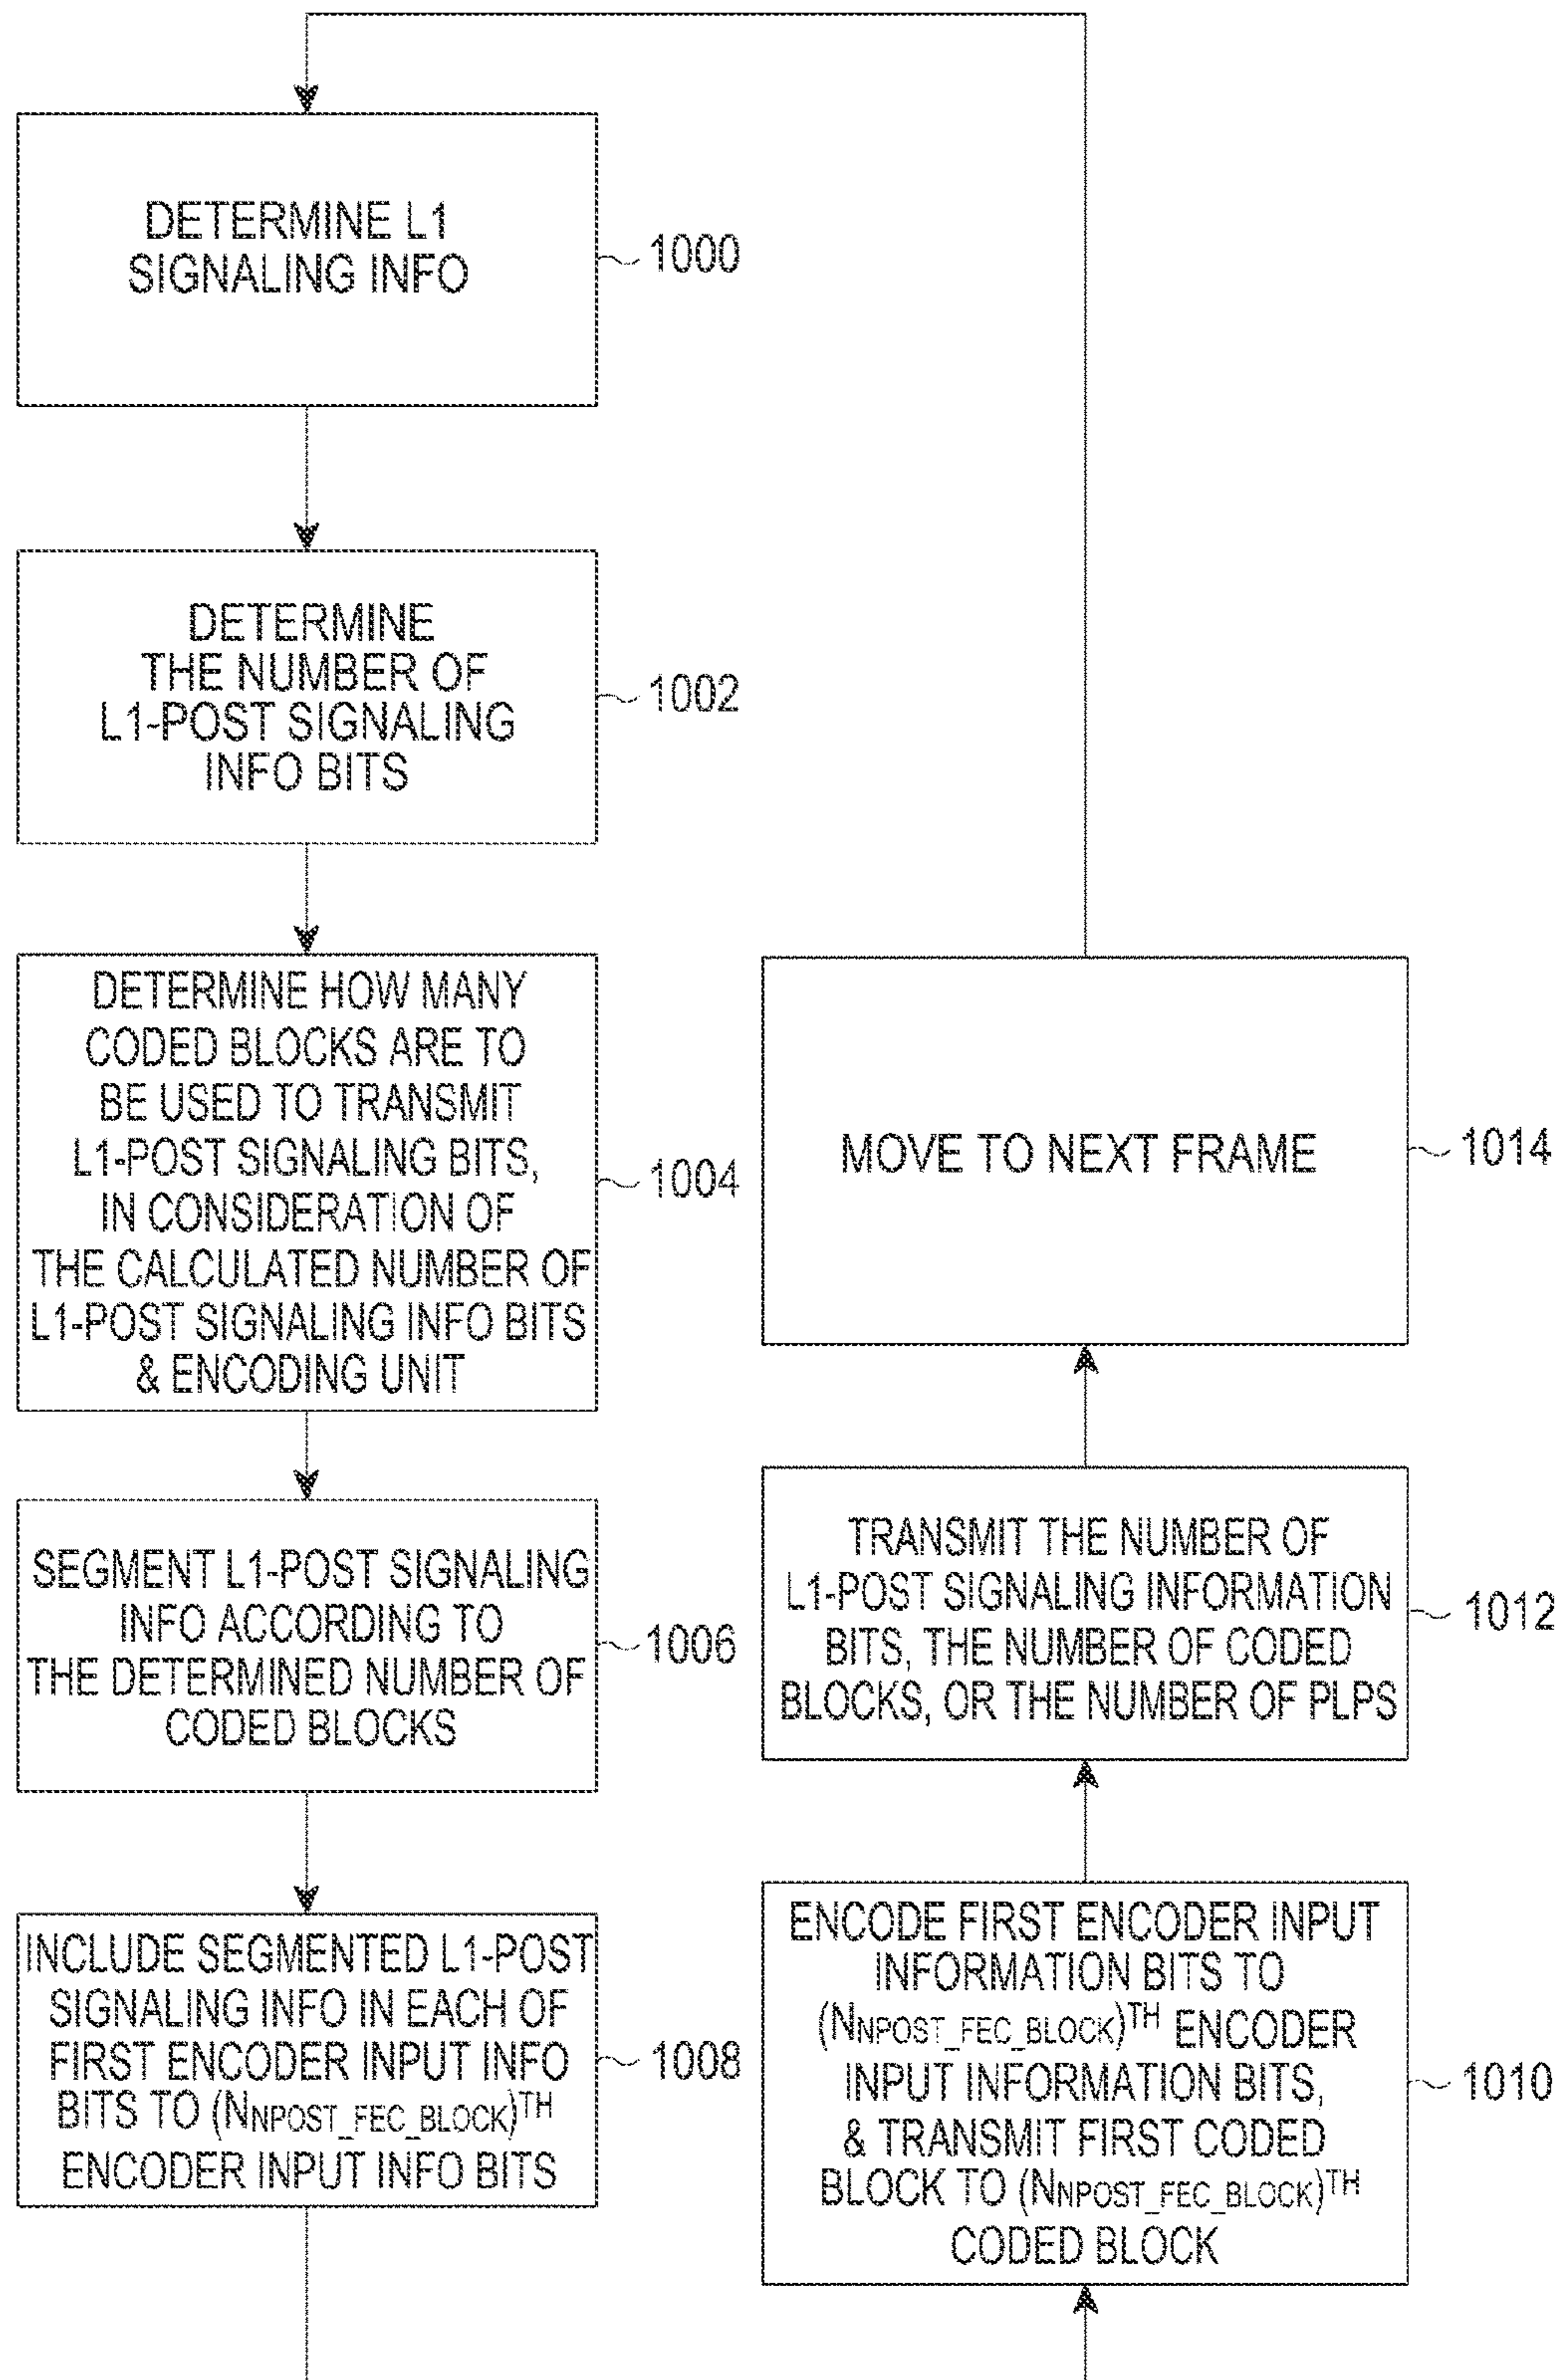 DETERMINE L1
SIGNALING INFO
1000
DETERMINE
THE NUMBER OF
L1-POST SIGNALING
INFO BITS
1002
DETERMINE HOW MANY
CODED BLOCKS ARE TO
BE USED TO TRANSMIT
L1-POST SIGNALING BITS,
IN CONSIDERATION OF
THE CALCULATED NUMBER OF
L1-POST SIGNALING INFO BITS
& ENCODING UNIT
1004
SEGMENT L1-POST SIGNALING
INFO ACCORDING TO
THE DETERMINED NUMBER OF
CODED BLOCKS
1006
INCLUDE SEGMENTED L1-POST
SIGNALING INFO IN EACH OF
FIRST ENCODER INPUT INFO
BITS TO (NNPOST_FEC_BLOCK)TH
ENCODER INPUT INFO BITS
1008
ENCODE FIRST ENCODER INPUT
INFORMATION BITS TO
(NNPOST_FEC_BLOCK)TH ENCODER
INPUT INFORMATION BITS,
& TRANSMIT FIRST CODED
BLOCK TO (NNPOST_FEC_BLOCK)TH
CODED BLOCK
1010
TRANSMIT THE NUMBER OF
L1-POST SIGNALING INFORMATION
BITS, THE NUMBER OF CODED
BLOCKS, OR THE NUMBER OF PLPS
1012
MOVE TO NEXT FRAME
1014